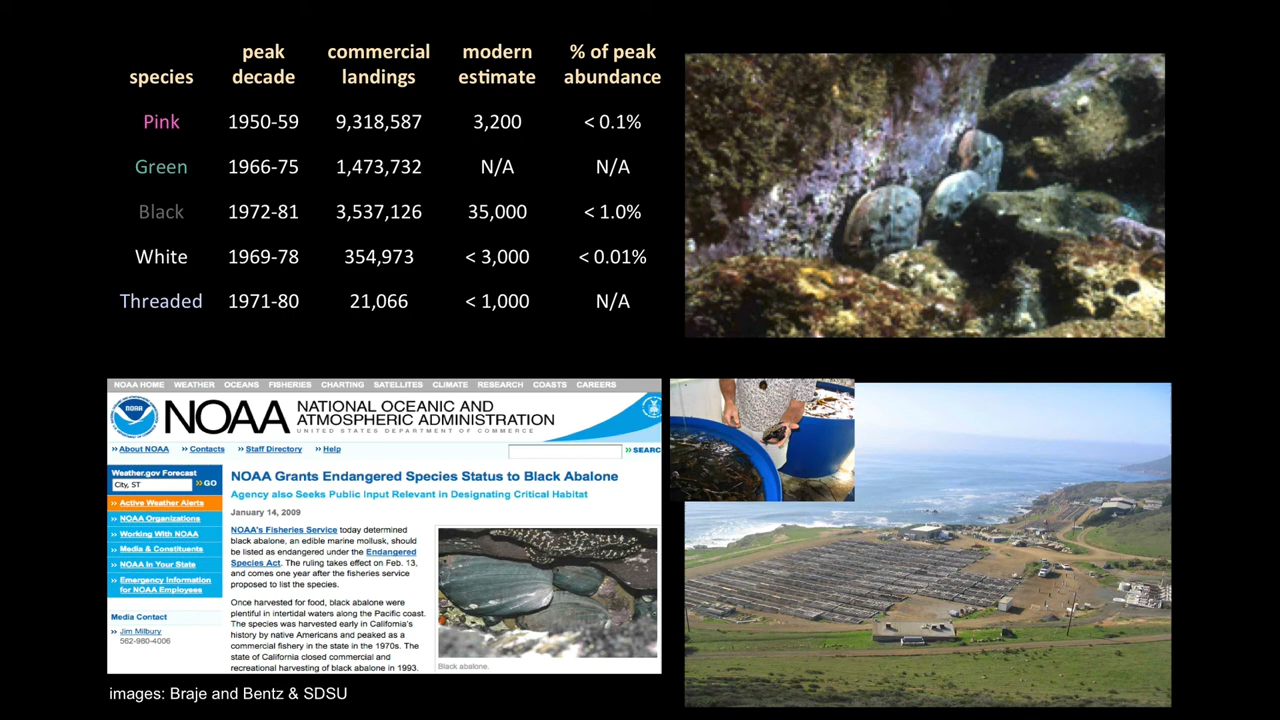 species peak decade commercial landings modern estimate % of peak abundance
Pink 1950-59 9,318,587 3,200 < 0.1%
Green 1966-75 1,473,732 N/A N/A
Black 1972-81 3,537,126 35,000 < 1.0%
White 1969-78 354,973 < 3,000 < 0.01%
Threaded 1971-80 21,066 < 1,000 N/A
NOAA HOME WEATHER OCEANS FISHERIES CHARTING SATELLITES CLIMATE RESEARCH COASTS CAREERS
NOAA
NATIONAL OCEANIC AND
ATMOSPHERIC ADMINISTRATION
UNITED STATES DEPARTMENT OF COMMERCE
›› About NOAA ›› Contacts ›› Staff Directory ›› Help SEARC
Weather.gov Forecast
City, ST ›› GO
›› Active Weather Alerts
›› NOAA Organizations
›› Working With NOAA
›› Media & Constituents
›› NOAA In Your State
›› Emergency Information
for NOAA Employees
Media Contact
›› Jim Milbury
562-980-4006
NOAA Grants Endangered Species Status to Black Abalone
Agency also Seeks Public Input Relevant in Designating Critical Habitat
January 14, 2009
NOAA's Fisheries Service today determined
black abalone, an edible marine mollusk, should
be listed as endangered under the Endangered
Species Act. The ruling takes effect on Feb. 13,
and comes one year after the fisheries service
proposed to list the species.
Once harvested for food, black abalone were
plentiful in intertidal waters along the Pacific coast.
The species was harvested early in California's
history by native Americans and peaked as a
commercial fishery in the state in the 1970s. The
state of California closed commercial and
recreational harvesting of black abalone in 1993.
Black abalone.
images: Braje and Bentz & SDSU